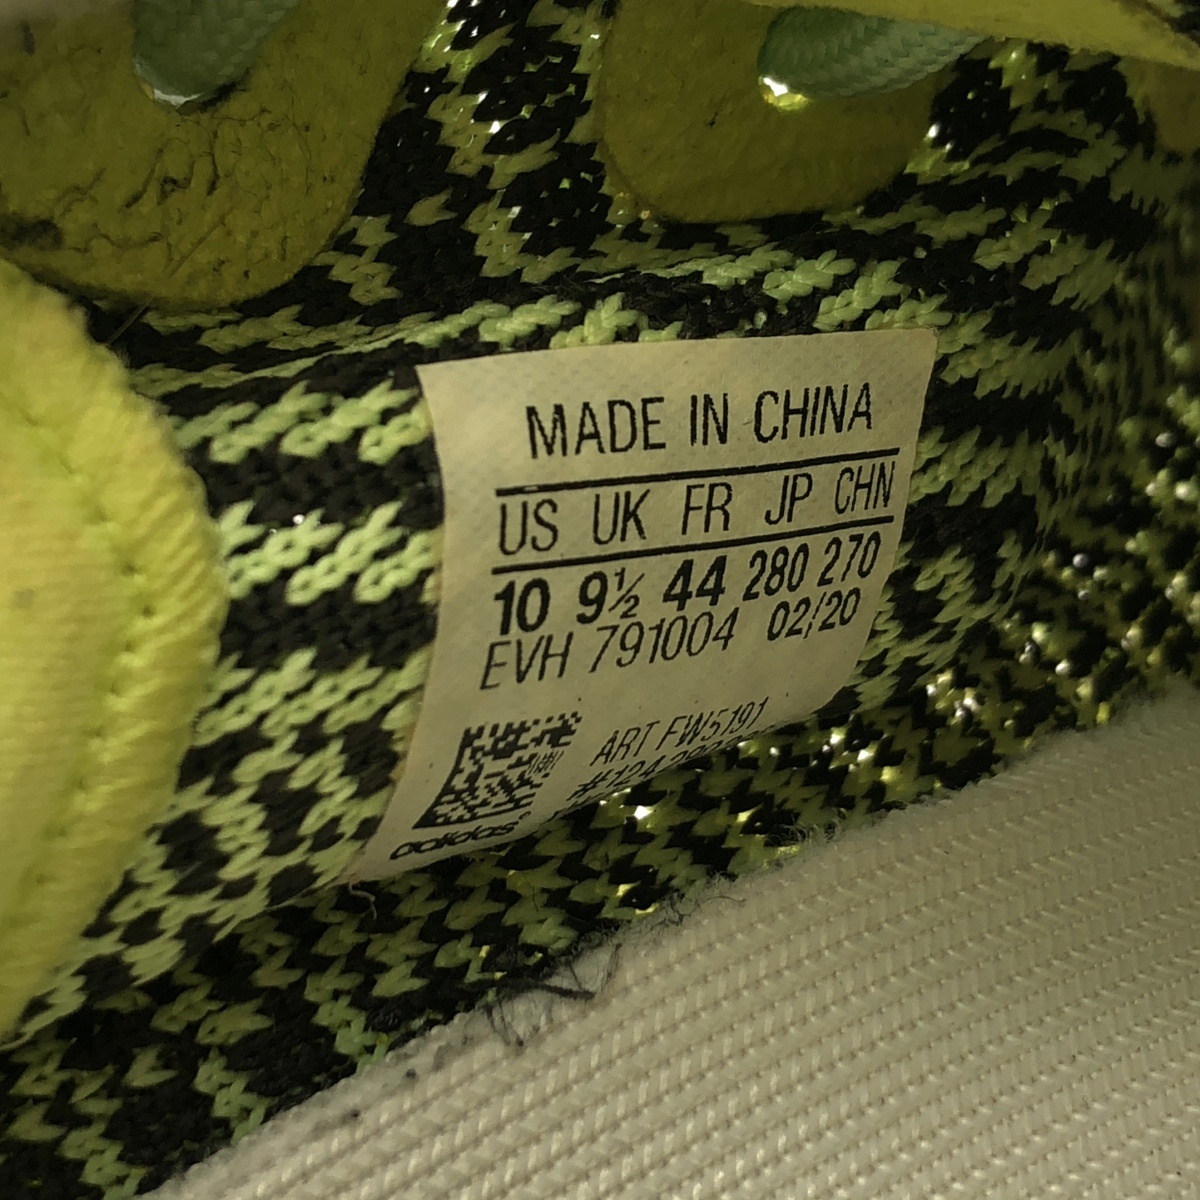 MADE IN CHINA
US UK FR JP CHN
10 9½ 44 280 270
EVH 791004 02/20
ART FW5191
adidas